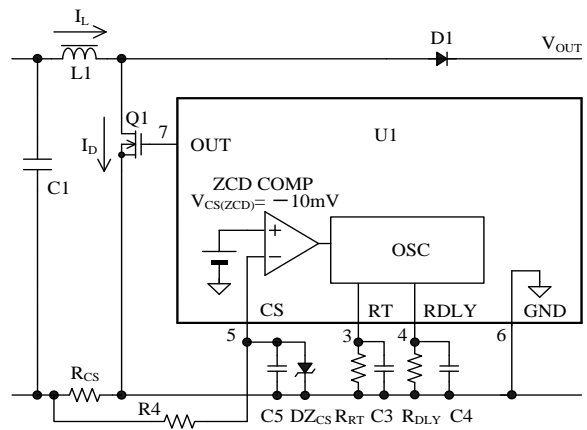 I_L
L1
D1
V_OUT
Q1
7
U1
I_D
OUT
C1
ZCD COMP
V_CS(ZCD)= −10mV
+
−
OSC
CS
RT
RDLY
GND
5
3
4
6
R_CS
R4
C5
DZ_CS
R_RT
C3
R_DLY
C4